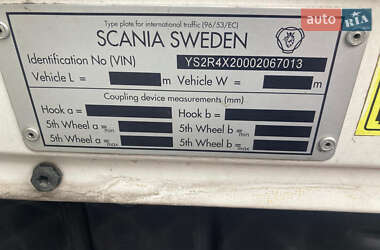 auto RIA
Type plate for international traffic (96/53/EC)
SCANIA SWEDEN
Identification No (VIN) YS2R4X20002067013
Vehicle L = m Vehicle W = m
Coupling device measurements (mm)
Hook a = Hook b =
5th Wheel a = min 5th Wheel b = min
5th Wheel a = max 5th Wheel b = max